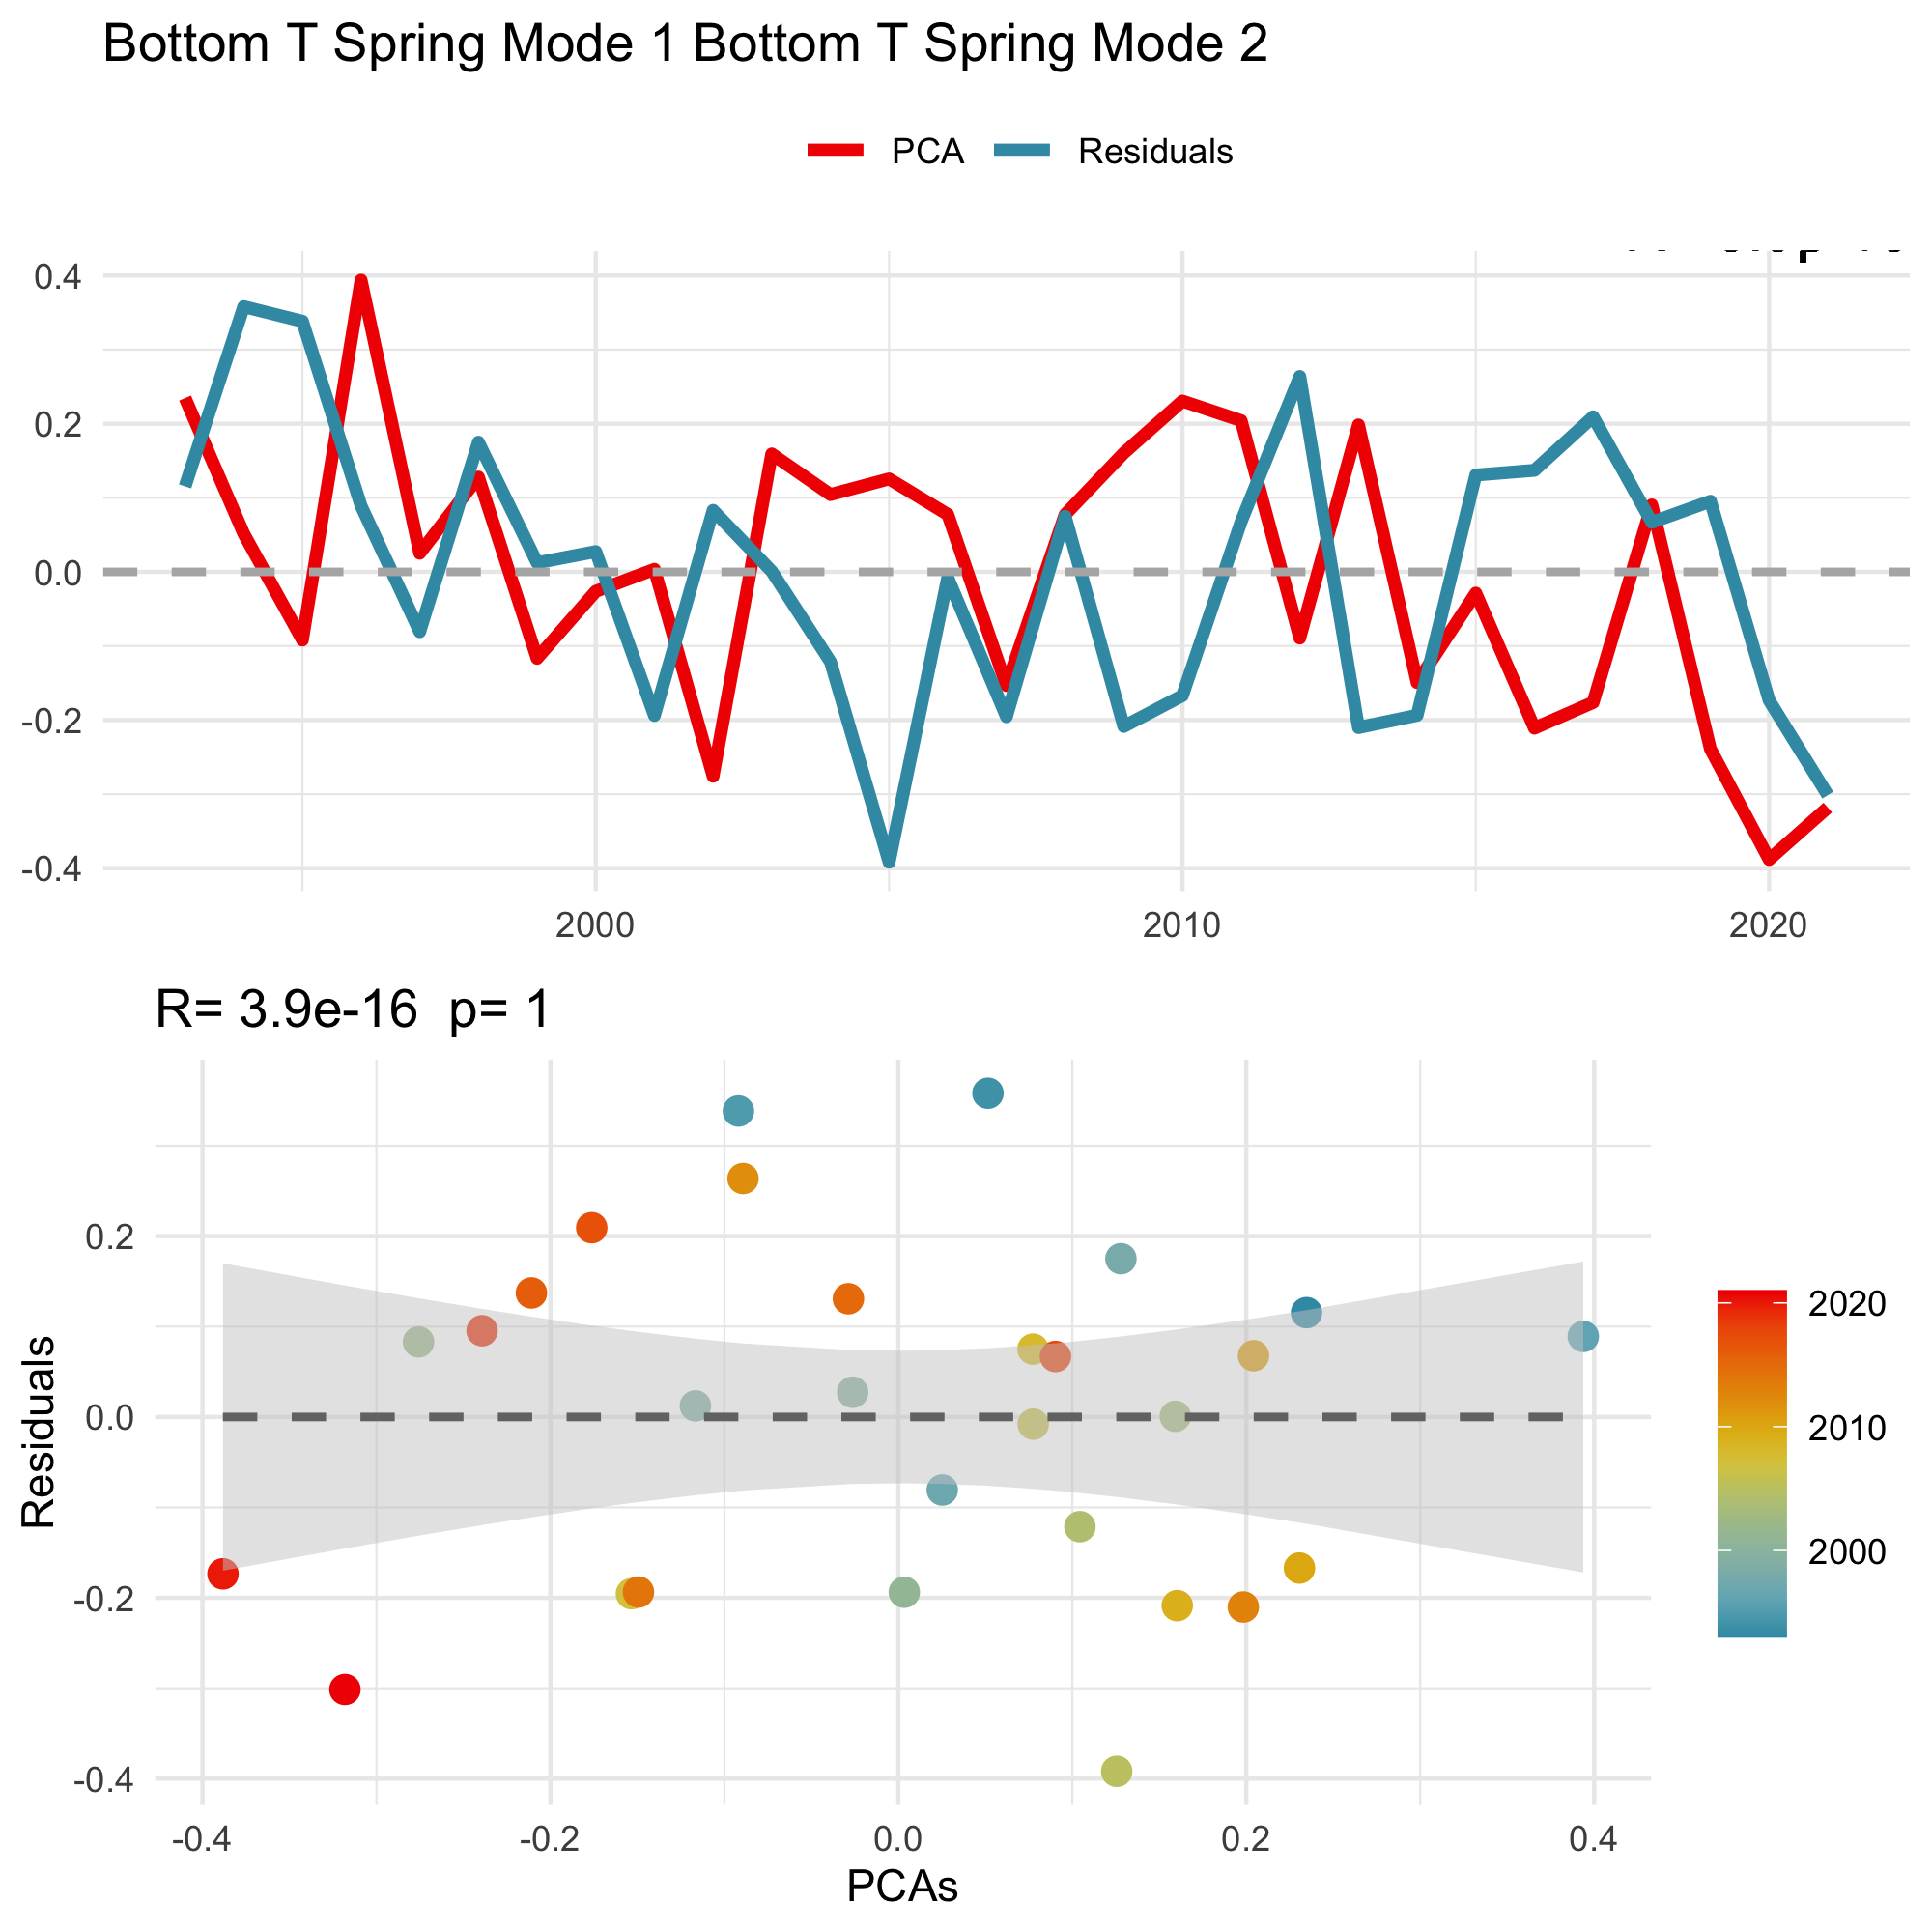 Bottom T Spring Mode 1 Bottom T Spring Mode 2
PCA Residuals
0.4
0.2
0.0
-0.2
-0.4
2000 2010 2020
R= 3.9e-16 p= 1
Residuals
0.2
0.0
-0.2
-0.4
-0.4 -0.2 0.0 0.2 0.4
PCAs
2020
2010
2000